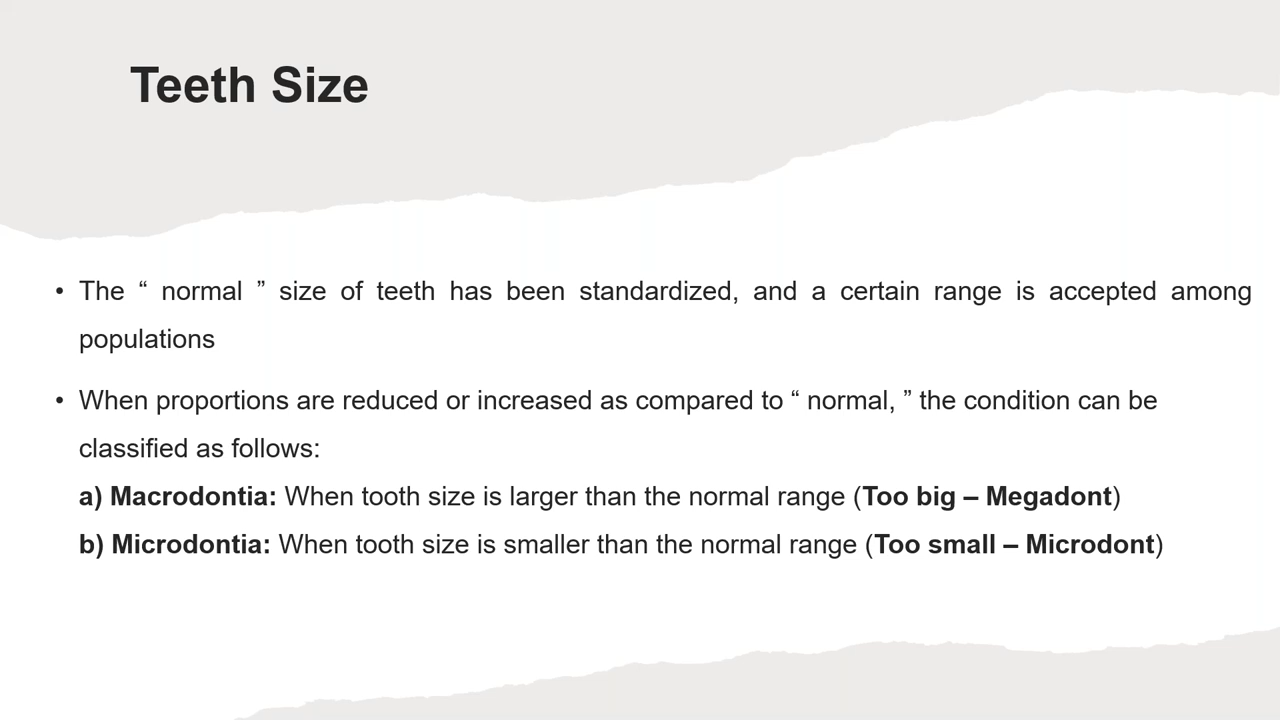 Teeth Size
• The “ normal ” size of teeth has been standardized, and a certain range is accepted among
populations
• When proportions are reduced or increased as compared to “ normal, ” the condition can be
classified as follows:
a) Macrodontia: When tooth size is larger than the normal range (Too big – Megadont)
b) Microdontia: When tooth size is smaller than the normal range (Too small – Microdont)